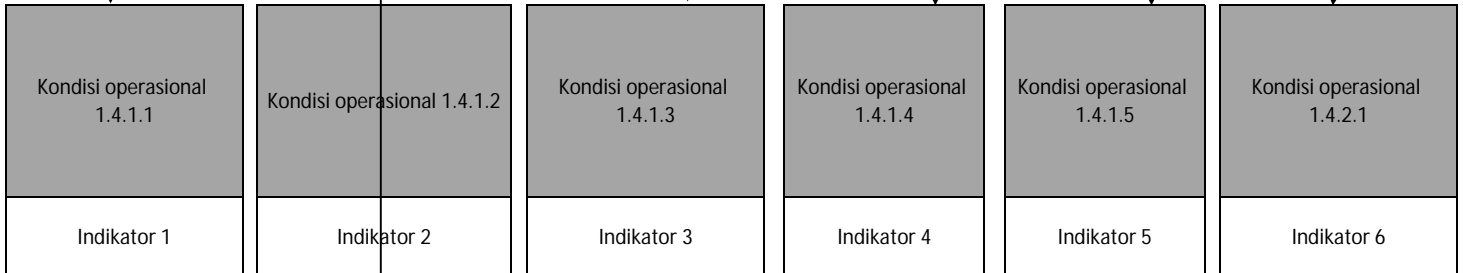 Kondisi operasional
1.4.1.1
Kondisi operasional 1.4.1.2
Kondisi operasional
1.4.1.3
Kondisi operasional
1.4.1.4
Kondisi operasional
1.4.1.5
Kondisi operasional
1.4.2.1
Indikator 1
Indikator 2
Indikator 3
Indikator 4
Indikator 5
Indikator 6